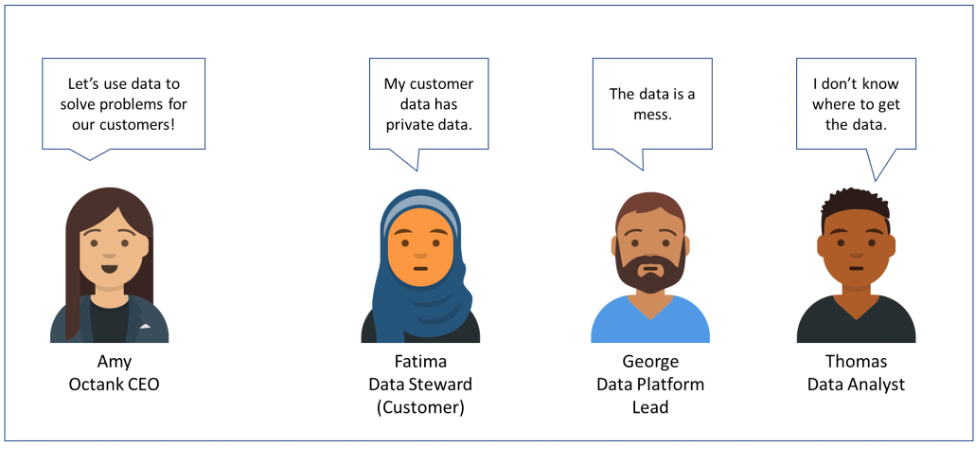 Let's use data to
solve problems for
our customers!
My customer
data has
private data.
The data is a
mess.
I don't know
where to get
the data.
Amy
Octank CEO
Fatima
Data Steward
(Customer)
George
Data Platform
Lead
Thomas
Data Analyst